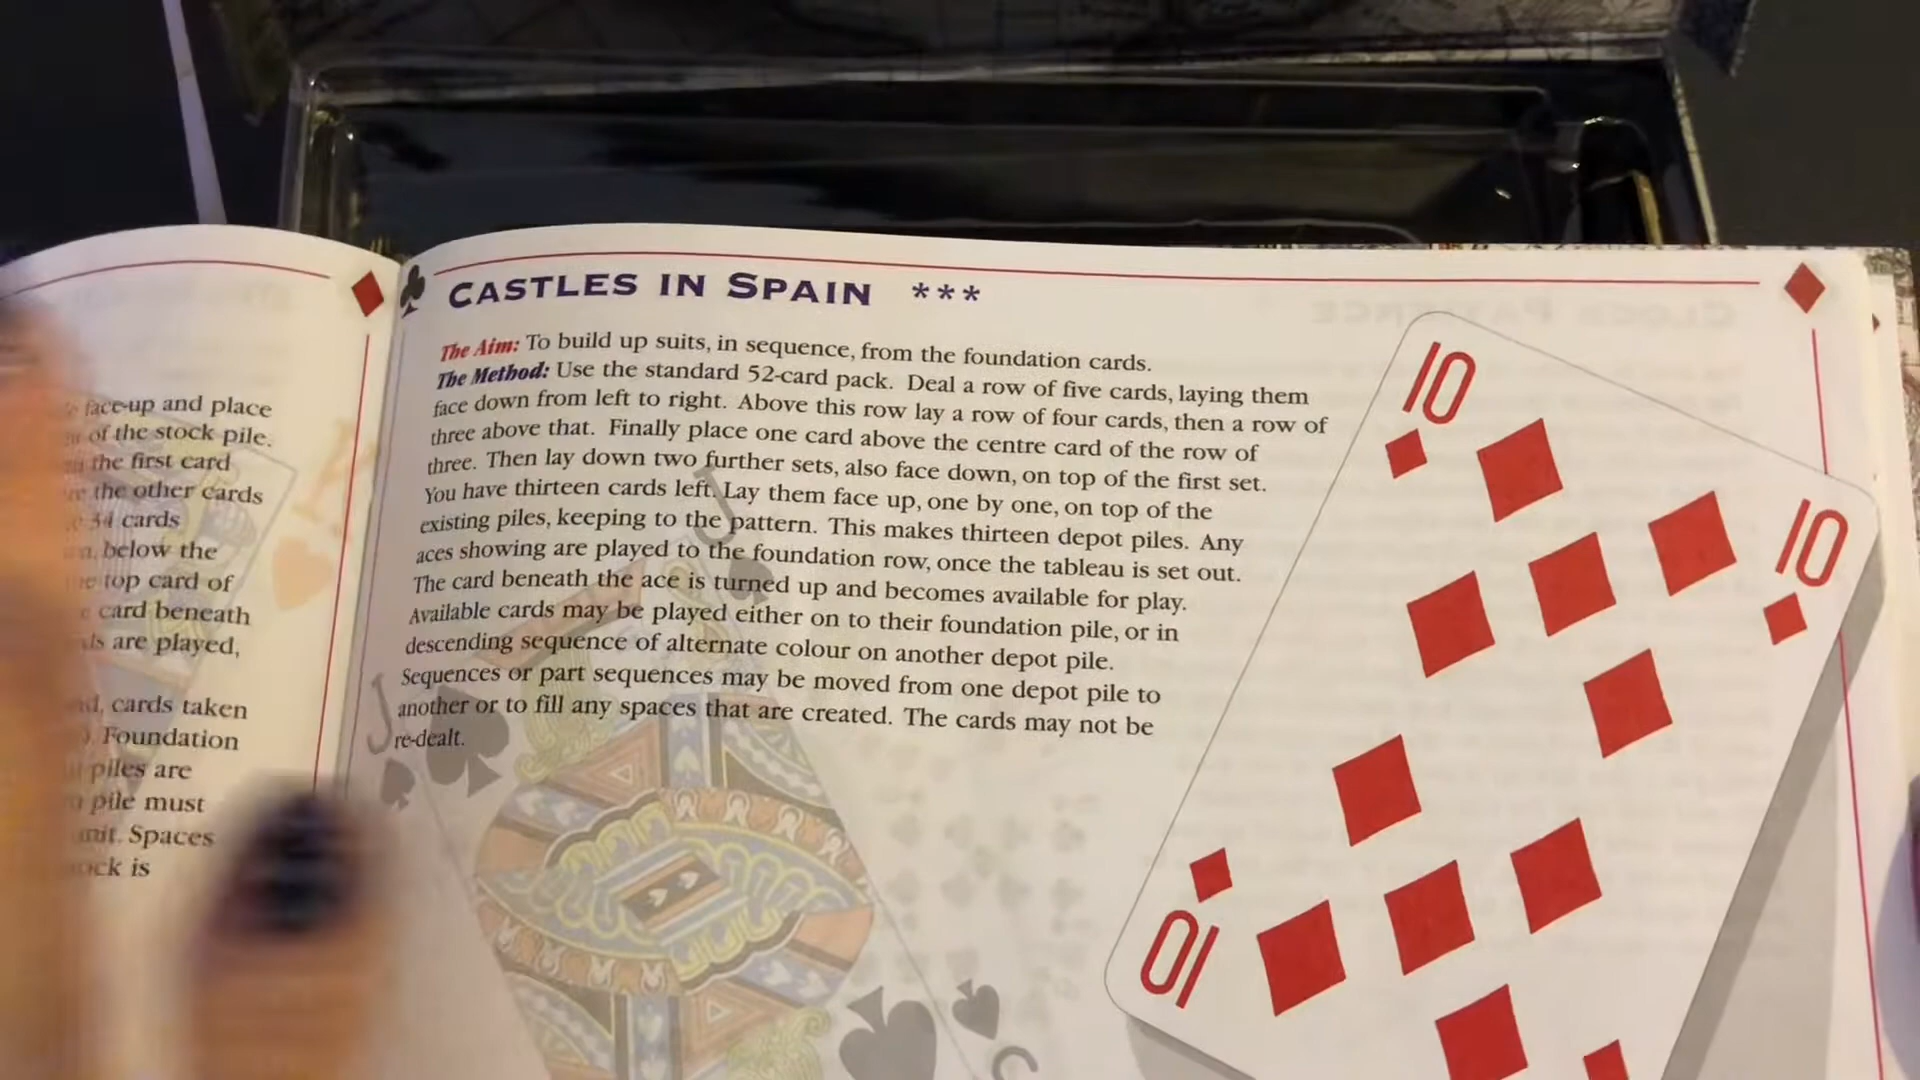 face-up and place
of the stock pile.
the first card
the other cards
34 cards
below the
top card of
card beneath
are played,
cards taken
Foundation
piles are
pile must
unit. Spaces
is
CASTLES IN SPAIN ***
The Aim: To build up suits, in sequence, from the foundation cards.
The Method: Use the standard 52-card pack. Deal a row of five cards, laying them
face down from left to right. Above this row lay a row of four cards, then a row of
three above that. Finally place one card above the centre card of the row of
three. Then lay down two further sets, also face down, on top of the first set.
You have thirteen cards left. Lay them face up, one by one, on top of the
existing piles, keeping to the pattern. This makes thirteen depot piles. Any
aces showing are played to the foundation row, once the tableau is set out.
The card beneath the ace is turned up and becomes available for play.
Available cards may be played either on to their foundation pile, or in
descending sequence of alternate colour on another depot pile.
Sequences or part sequences may be moved from one depot pile to
another or to fill any spaces that are created. The cards may not be
re-dealt.
J
J
10
10
10